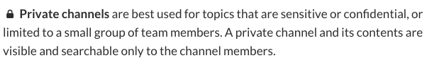 Private channels are best used for topics that are sensitive or confidential, or
limited to a small group of team members. A private channel and its contents are
visible and searchable only to the channel members.